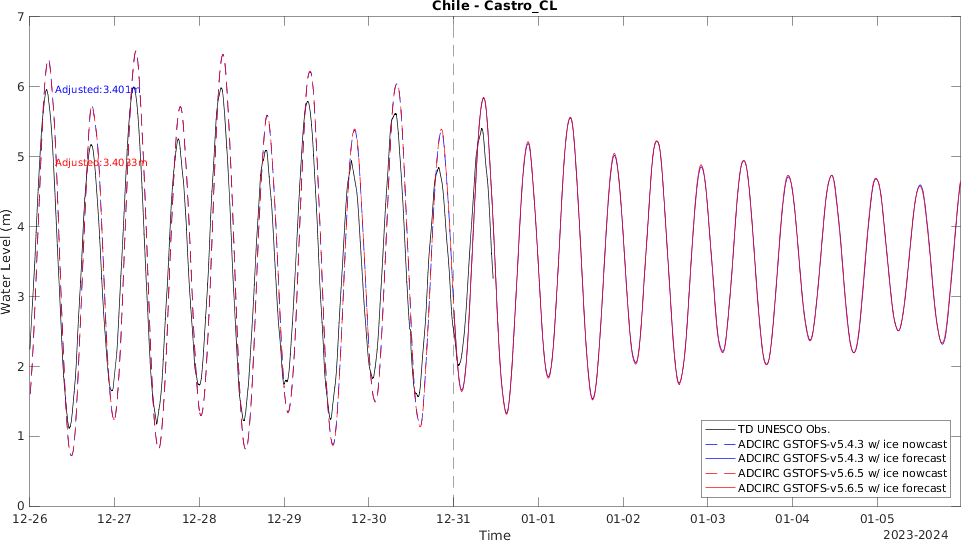 Chile - Castro_CL
7
6
5
4
3
2
1
0
Water Level (m)
Adjusted:3.401m
Adjusted:3.4033m
TD UNESCO Obs.
ADCIRC GSTOFS-v5.4.3 w/ ice nowcast
ADCIRC GSTOFS-v5.4.3 w/ ice forecast
ADCIRC GSTOFS-v5.6.5 w/ ice nowcast
ADCIRC GSTOFS-v5.6.5 w/ ice forecast
12-26 12-27 12-28 12-29 12-30 12-31 01-01 01-02 01-03 01-04 01-05
Time
2023-2024